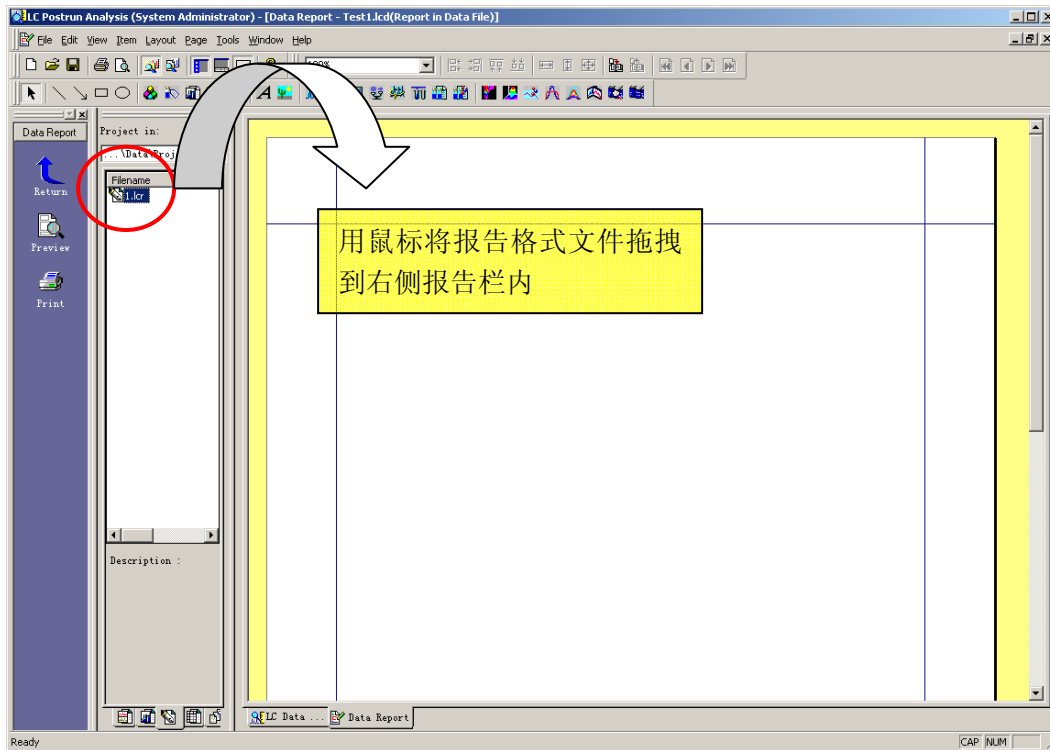 LC Postrun Analysis (System Administrator) - [Data Report - Test1.lcd(Report in Data File)]
File Edit View Item Layout Page Tools Window Help
Data Report
Return
Preview
Print
Project in:
Filename
1.lcr
Description :
用鼠标将报告格式文件拖拽
到右侧报告栏内
LC Data ... Data Report
Ready
CAP NUM